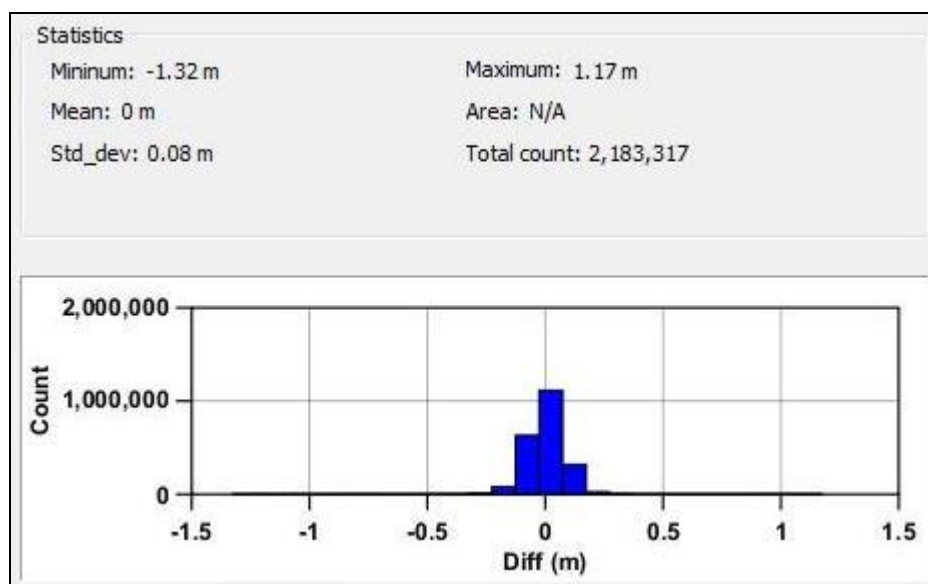 Statistics
Mininum: -1.32 m Maximum: 1.17 m
Mean: 0 m Area: N/A
Std_dev: 0.08 m Total count: 2,183,317
2,000,000
1,000,000
0
Count
-1.5 -1 -0.5 0 0.5 1 1.5
Diff (m)